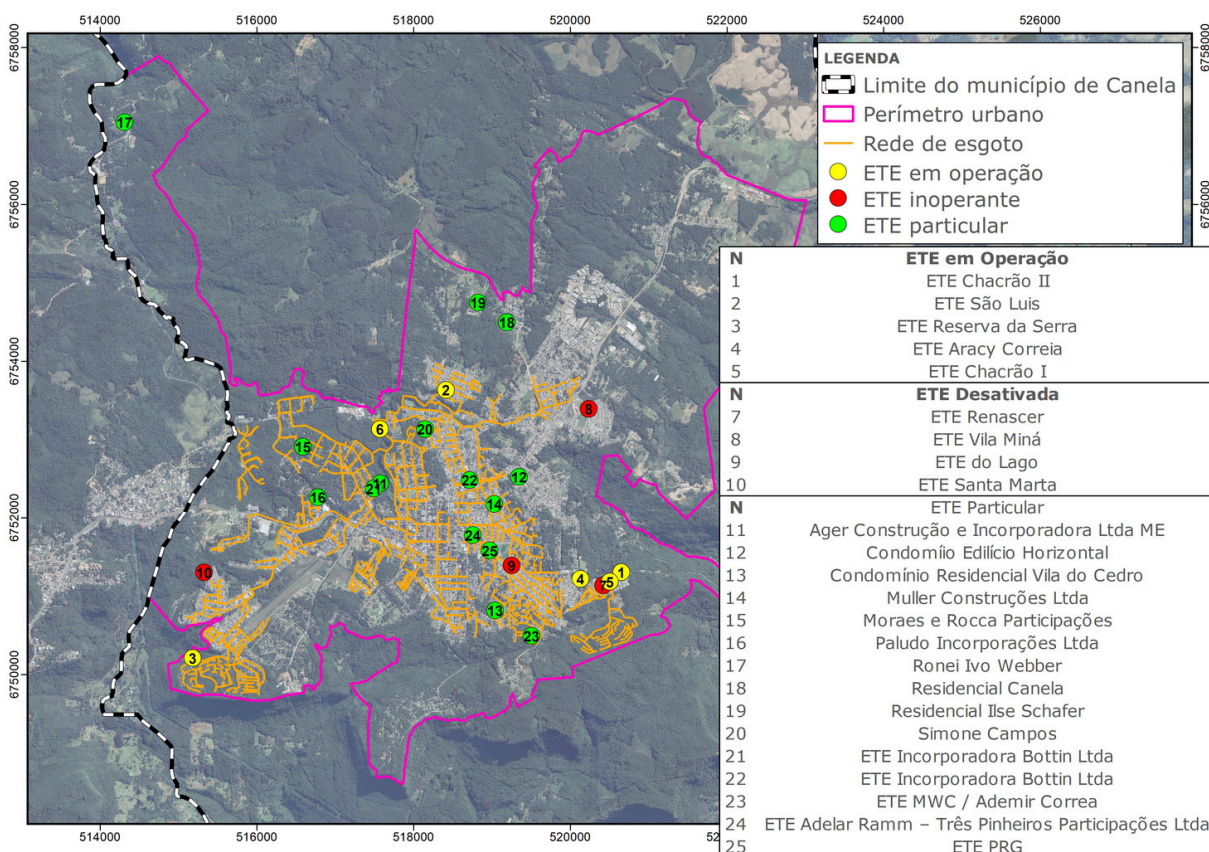 514000 516000 518000 520000 522000 524000 526000
6758000 6758000
6756000 6756000
6754000
6752000
6750000
LEGENDA
Limite do município de Canela
Perímetro urbano
Rede de esgoto
ETE em operação
ETE inoperante
ETE particular
N ETE em Operação
1 ETE Chacrão II
2 ETE São Luis
3 ETE Reserva da Serra
4 ETE Aracy Correia
5 ETE Chacrão I
N ETE Desativada
7 ETE Renascer
8 ETE Vila Miná
9 ETE do Lago
10 ETE Santa Marta
N ETE Particular
11 Ager Construção e Incorporadora Ltda ME
12 Condomíio Edilício Horizontal
13 Condomínio Residencial Vila do Cedro
14 Muller Construções Ltda
15 Moraes e Rocca Participações
16 Paludo Incorporações Ltda
17 Ronei Ivo Webber
18 Residencial Canela
19 Residencial Ilse Schafer
20 Simone Campos
21 ETE Incorporadora Bottin Ltda
22 ETE Incorporadora Bottin Ltda
23 ETE MWC / Ademir Correa
24 ETE Adelar Ramm – Três Pinheiros Participações Ltda
25 ETE PRG
17
19
18
2
8
6
20
15
22
12
11
21
16
14
24
25
9
10
1
4
7
5
13
23
3
514000 516000 518000 520000